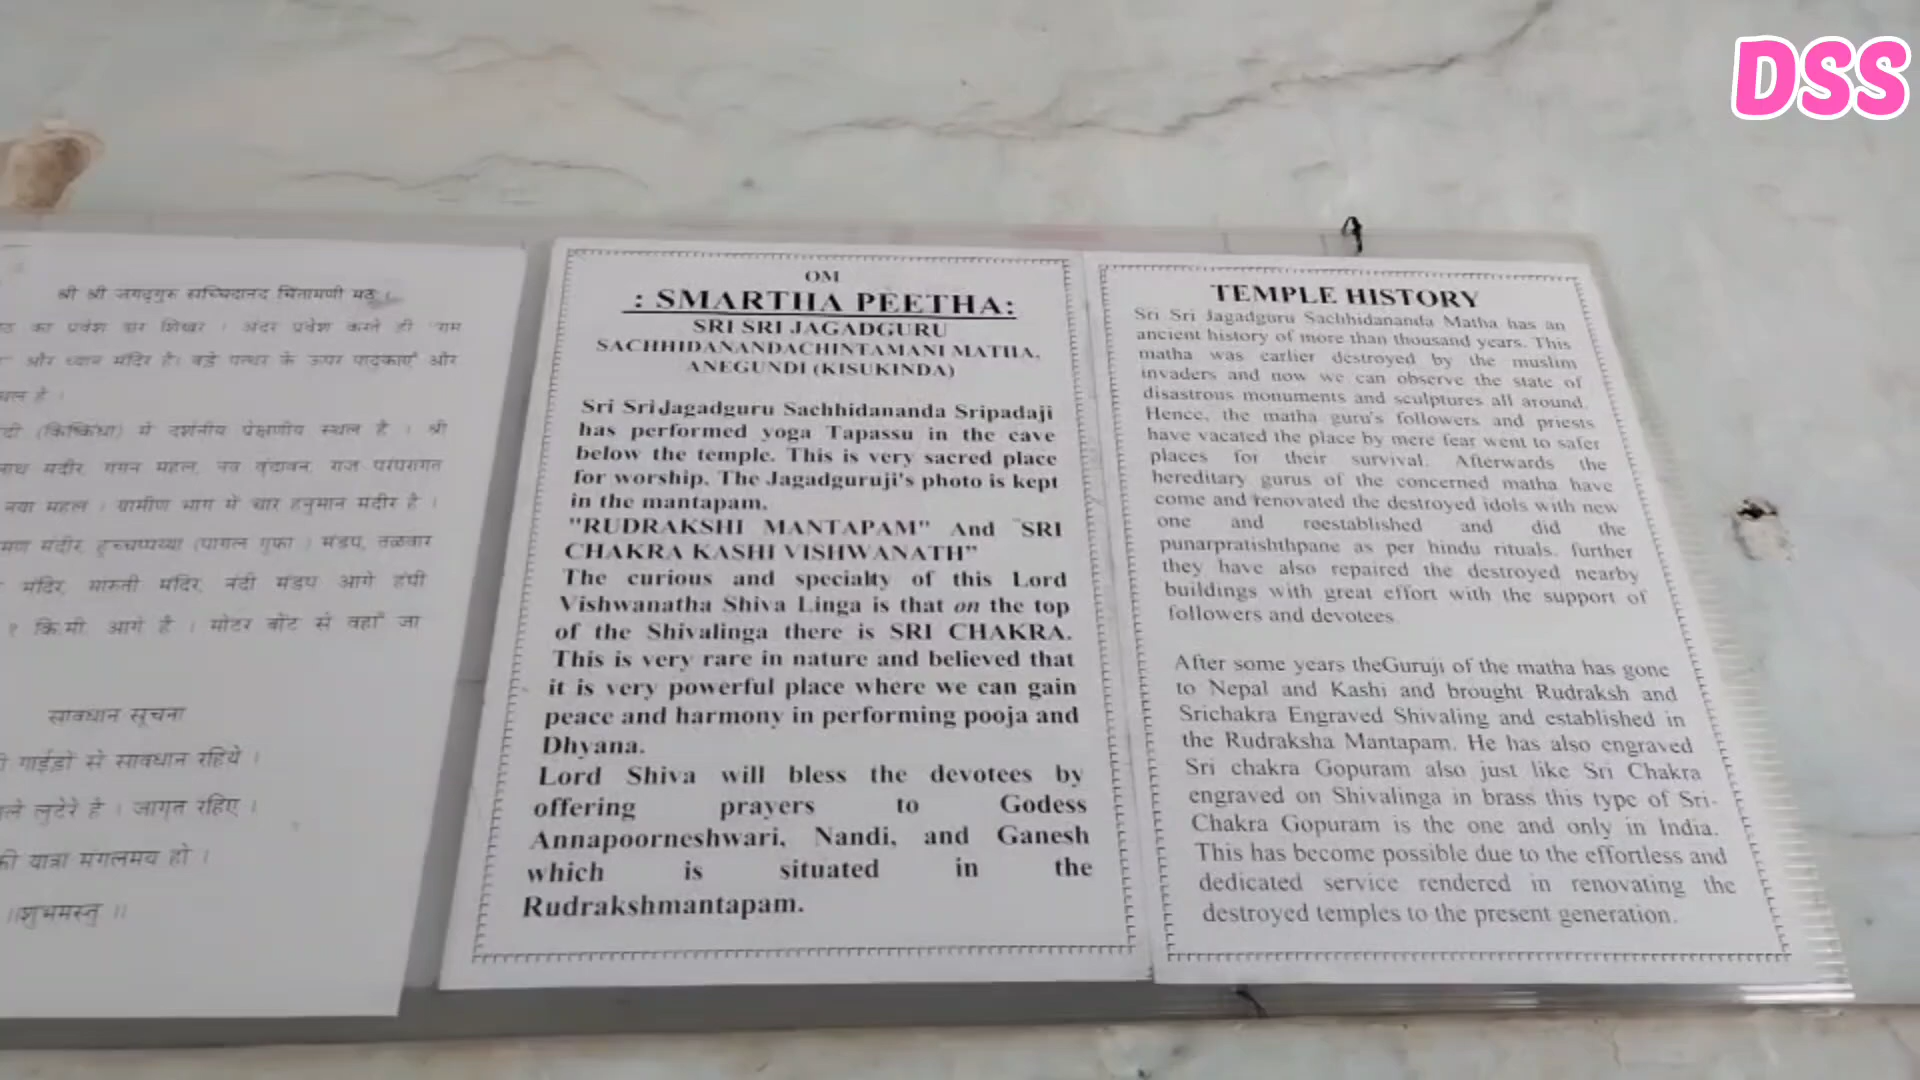 DSS
श्री श्री जगद्गुरु सच्चिदानद चिंतामणी मठ ।
का प्रवेश द्वार शिखर । अंदर प्रवेश करते ही
और ध्यान मंदिर है। बडे पत्थर के ऊपर पादुकाएँ और
है ।
(किष्किंधा) में दर्शनीय प्रेक्षणीय स्थल है । श्री
मंदीर, गगन महल, नव वृंदावन, राज परंपरागत
नया महल । ग्रामीण भाग में चार हनुमान मंदीर है ।
मंदीर, हुच्चप्पय्या (पागल गुफा ) मंडप, तळवार
मंदिर, मारुती मंदिर, नंदी मंडप आगे हंपी
१ कि.मी. आगे है । मोटर बोट से वहाँ जा
सावधान सूचना
गाईडों से सावधान रहिये ।
लुटेरे है । जागृत रहिए ।
की यात्रा मंगलमय हो ।
।।शुभमस्तु ।।
OM
: SMARTHA PEETHA:
SRI SRI JAGADGURU
SACHHIDANANDACHINTAMANI MATHA,
ANEGUNDI (KISUKINDA)
Sri Sri Jagadguru Sachhidananda Sripadaji
has performed yoga Tapassu in the cave
below the temple. This is very sacred place
for worship. The Jagadguruji's photo is kept
in the mantapam.
"RUDRAKSHI MANTAPAM" And "SRI
CHAKRA KASHI VISHWANATH"
The curious and specialty of this Lord
Vishwanatha Shiva Linga is that on the top
of the Shivalinga there is SRI CHAKRA.
This is very rare in nature and believed that
it is very powerful place where we can gain
peace and harmony in performing pooja and
Dhyana.
Lord Shiva will bless the devotees by
offering prayers to Godess
Annapoorneshwari, Nandi, and Ganesh
which is situated in the
Rudrakshmantapam.
TEMPLE HISTORY
Sri Sri Jagadguru Sachhidananda Matha has an
ancient history of more than thousand years. This
matha was earlier destroyed by the muslim
invaders and now we can observe the state of
disastrous monuments and sculptures all around.
Hence, the matha guru's followers and priests
have vacated the place by mere fear went to safer
places for their survival. Afterwards the
hereditary gurus of the concerned matha have
come and renovated the destroyed idols with new
one and reestablished and did the
punarpratishthpane as per hindu rituals. further
they have also repaired the destroyed nearby
buildings with great effort with the support of
followers and devotees
After some years theGuruji of the matha has gone
to Nepal and Kashi and brought Rudraksh and
Srichakra Engraved Shivaling and established in
the Rudraksha Mantapam. He has also engraved
Sri chakra Gopuram also just like Sri Chakra
engraved on Shivalinga in brass this type of Sri-
Chakra Gopuram is the one and only in India.
This has become possible due to the effortless and
dedicated service rendered in renovating the
destroyed temples to the present generation.